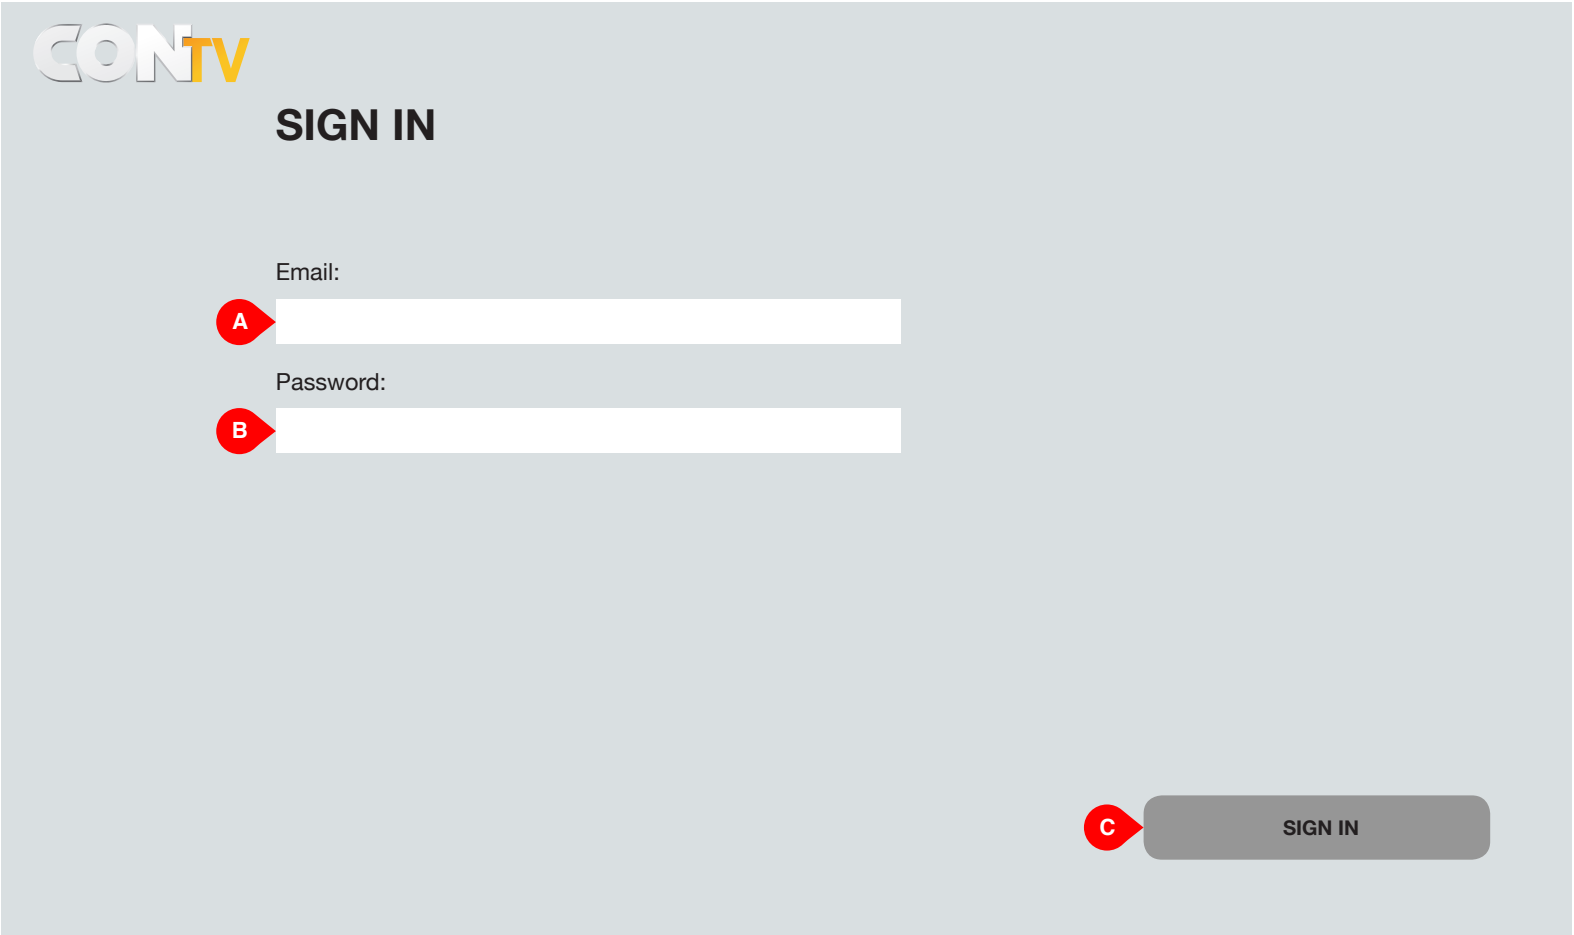 CONTV
SIGN IN
Email:
A
Password:
B
C
SIGN IN